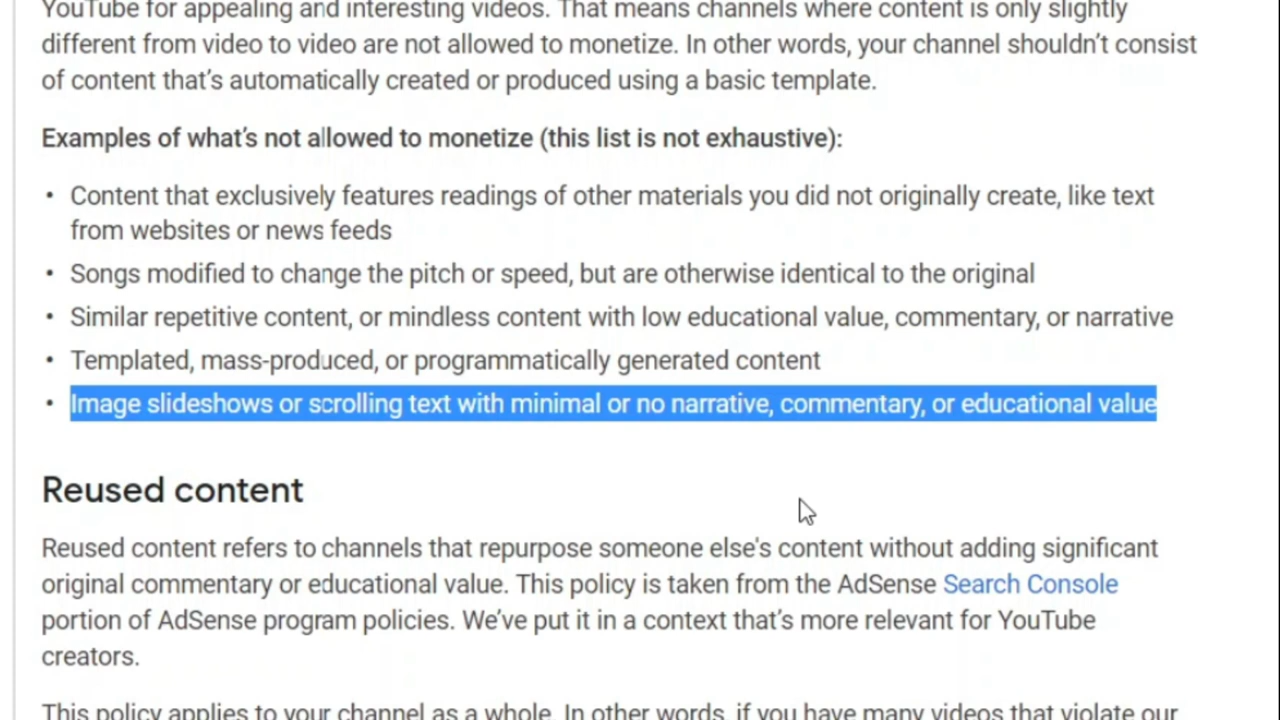 YouTube for appealing and interesting videos. That means channels where content is only slightly
different from video to video are not allowed to monetize. In other words, your channel shouldn’t consist
of content that’s automatically created or produced using a basic template.
Examples of what’s not allowed to monetize (this list is not exhaustive):
• Content that exclusively features readings of other materials you did not originally create, like text
from websites or news feeds
• Songs modified to change the pitch or speed, but are otherwise identical to the original
• Similar repetitive content, or mindless content with low educational value, commentary, or narrative
• Templated, mass-produced, or programmatically generated content
• Image slideshows or scrolling text with minimal or no narrative, commentary, or educational value
Reused content
Reused content refers to channels that repurpose someone else's content without adding significant
original commentary or educational value. This policy is taken from the AdSense Search Console
portion of AdSense program policies. We’ve put it in a context that’s more relevant for YouTube
creators.
This policy applies to your channel as a whole. In other words, if you have many videos that violate our